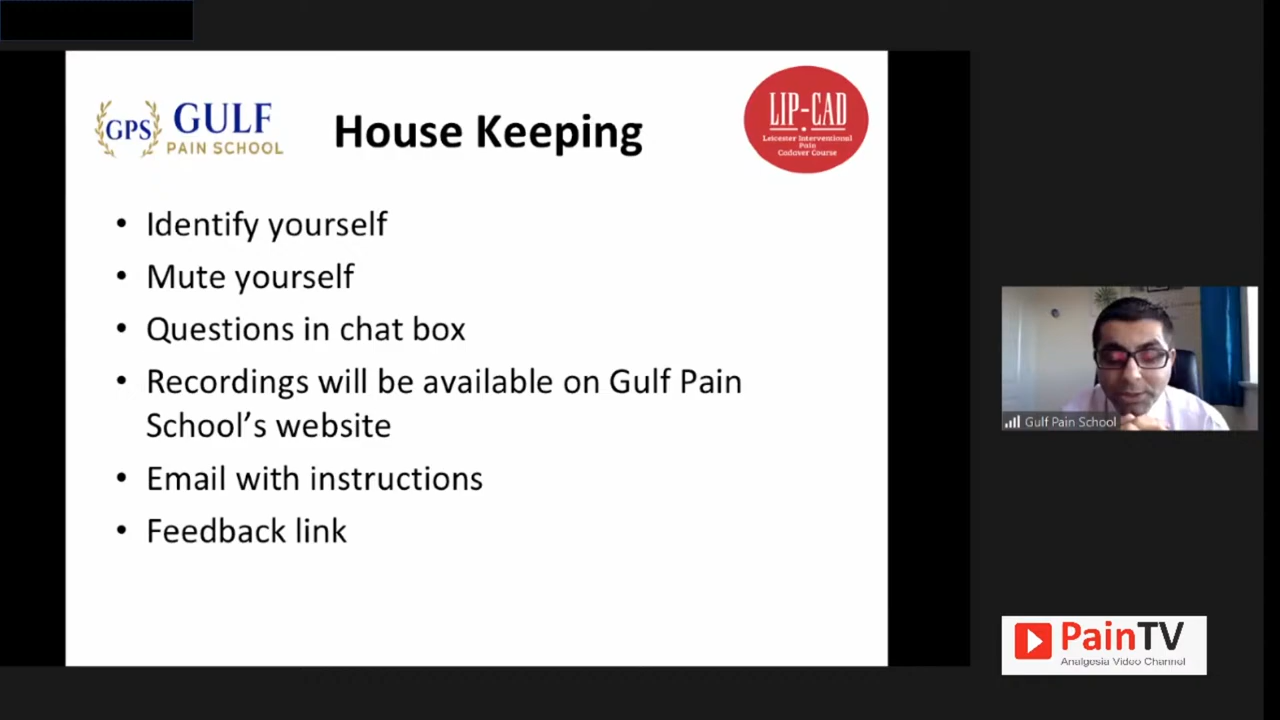 GPS
GULF
PAIN SCHOOL
House Keeping
LIP-CAD
Leicester Interventional
Pain
Cadaver Course
• Identify yourself
• Mute yourself
• Questions in chat box
• Recordings will be available on Gulf Pain
School’s website
• Email with instructions
• Feedback link
Gulf Pain School
PainTV
Analgesia Video Channel